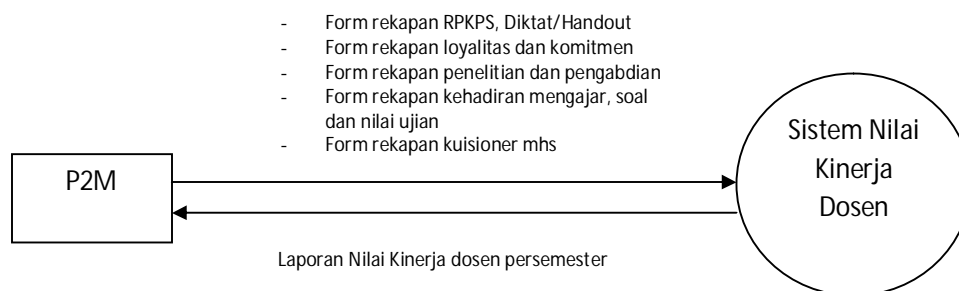 - Form rekapan RPKPS, Diktat/Handout
- Form rekapan loyalitas dan komitmen
- Form rekapan penelitian dan pengabdian
- Form rekapan kehadiran mengajar, soal
dan nilai ujian
- Form rekapan kuisioner mhs
P2M
Sistem Nilai
Kinerja
Dosen
Laporan Nilai Kinerja dosen persemester